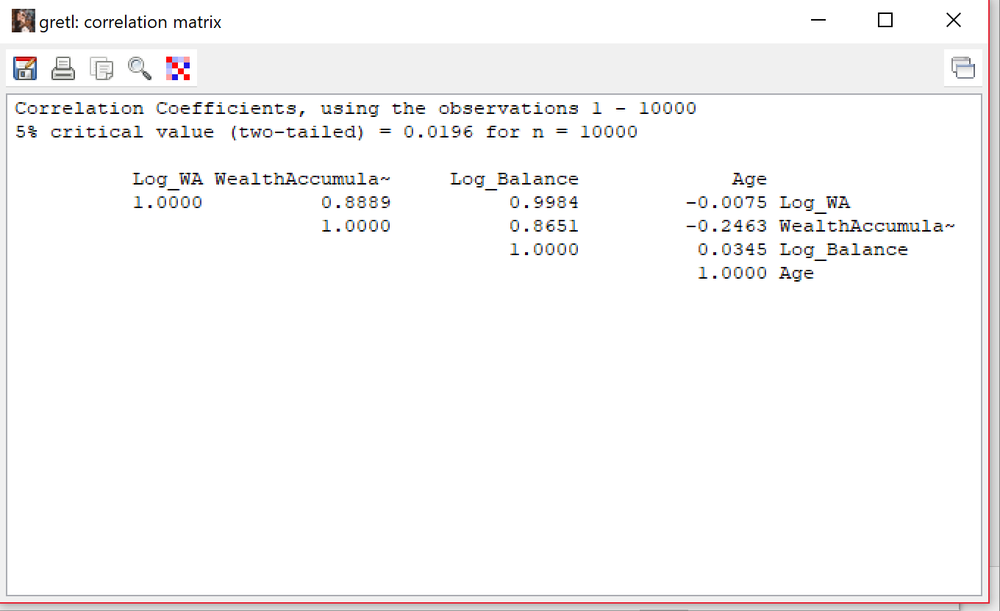 gretl: correlation matrix
Correlation Coefficients, using the observations 1 - 10000
5% critical value (two-tailed) = 0.0196 for n = 10000
Log_WA WealthAccumula~ Log_Balance Age
1.0000 0.8889 0.9984 -0.0075 Log_WA
1.0000 0.8651 -0.2463 WealthAccumula~
1.0000 0.0345 Log_Balance
1.0000 Age